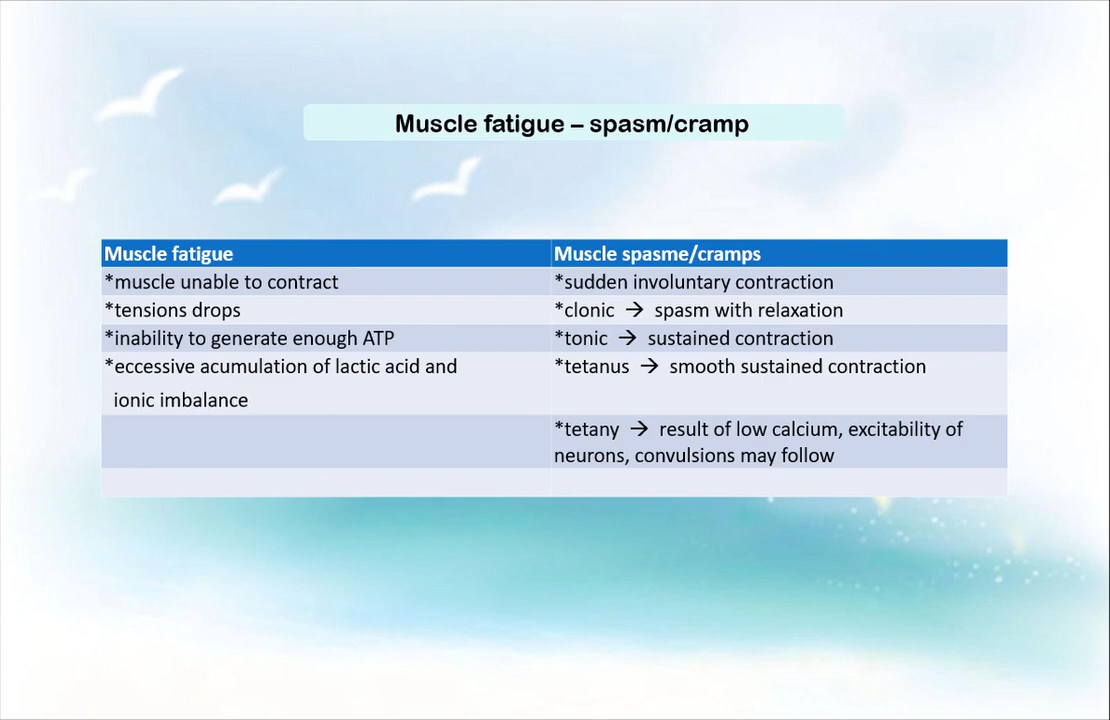 Muscle fatigue – spasm/cramp
Muscle fatigue
Muscle spasme/cramps
*muscle unable to contract
*sudden involuntary contraction
*tensions drops
*clonic → spasm with relaxation
*inability to generate enough ATP
*tonic → sustained contraction
*eccessive acumulation of lactic acid and
ionic imbalance
*tetanus → smooth sustained contraction
*tetany → result of low calcium, excitability of
neurons, convulsions may follow